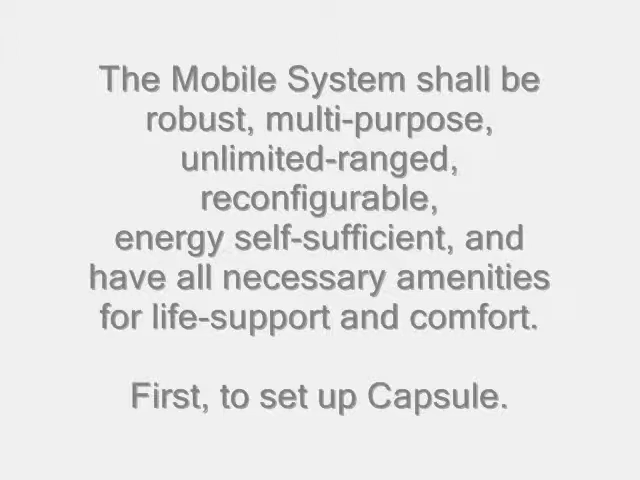 The Mobile System shall be
robust, multi-purpose,
unlimited-ranged,
reconfigurable,
energy self-sufficient, and
have all necessary amenities
for life-support and comfort.
First, to set up Capsule.